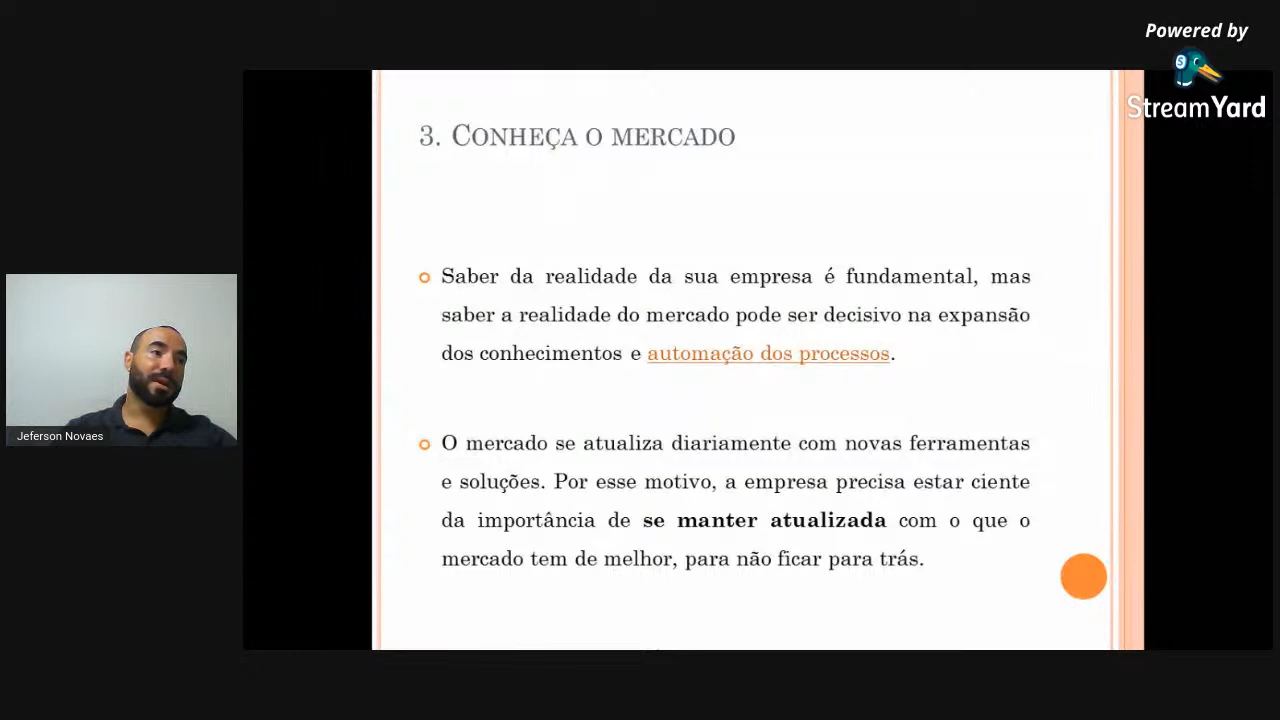 Powered by
StreamYard
3. CONHEÇA O MERCADO
Saber da realidade da sua empresa é fundamental, mas
saber a realidade do mercado pode ser decisivo na expansão
dos conhecimentos e automação dos processos.
O mercado se atualiza diariamente com novas ferramentas
e soluções. Por esse motivo, a empresa precisa estar ciente
da importância de se manter atualizada com o que o
mercado tem de melhor, para não ficar para trás.
Jeferson Novaes